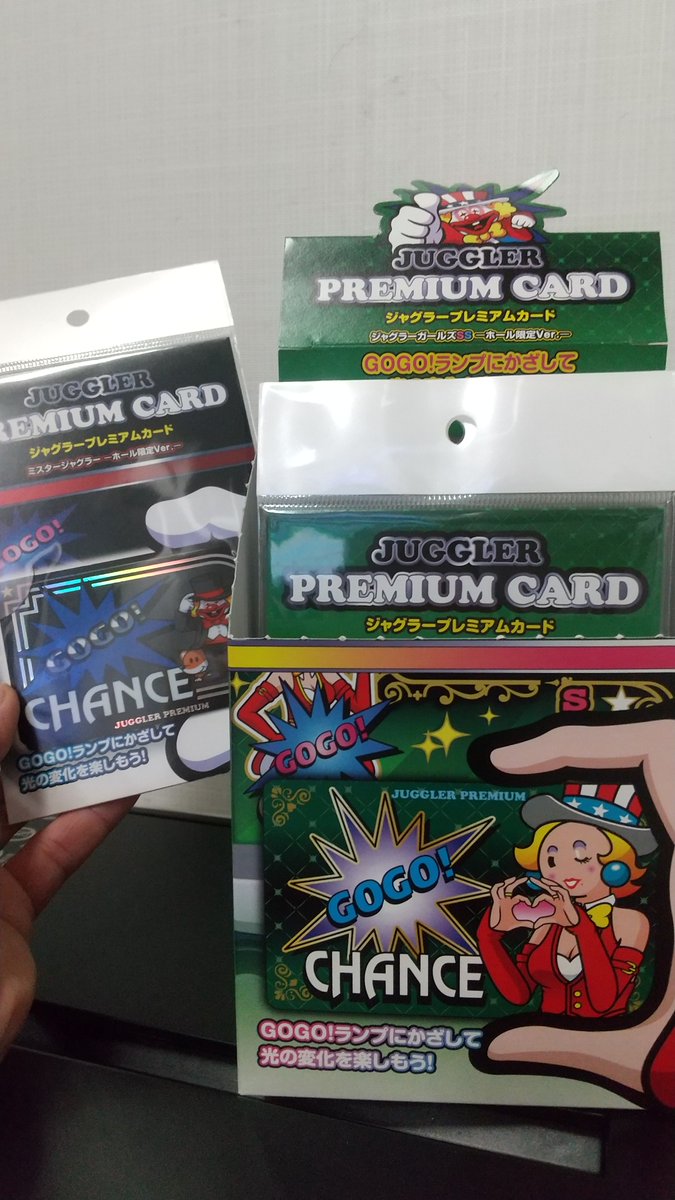 JUGGLER
PREMIUM CARD
ジャグラープレミアムカード
ミスタージャグラー ーホール限定Ver.ー
GOGO!
GOGO!
CHANCE
JUGGLER PREMIUM
GOGO!ランプにかざして
光の変化を楽しもう!
JUGGLER
PREMIUM CARD
ジャグラープレミアムカード
ジャグラーガールズSS ーホール限定Ver.ー
GOGO!ランプにかざして
JUGGLER
PREMIUM CARD
ジャグラープレミアムカード
S
GOGO!
JUGGLER PREMIUM
GOGO!
CHANCE
GOGO!ランプにかざして
光の変化を楽しもう!